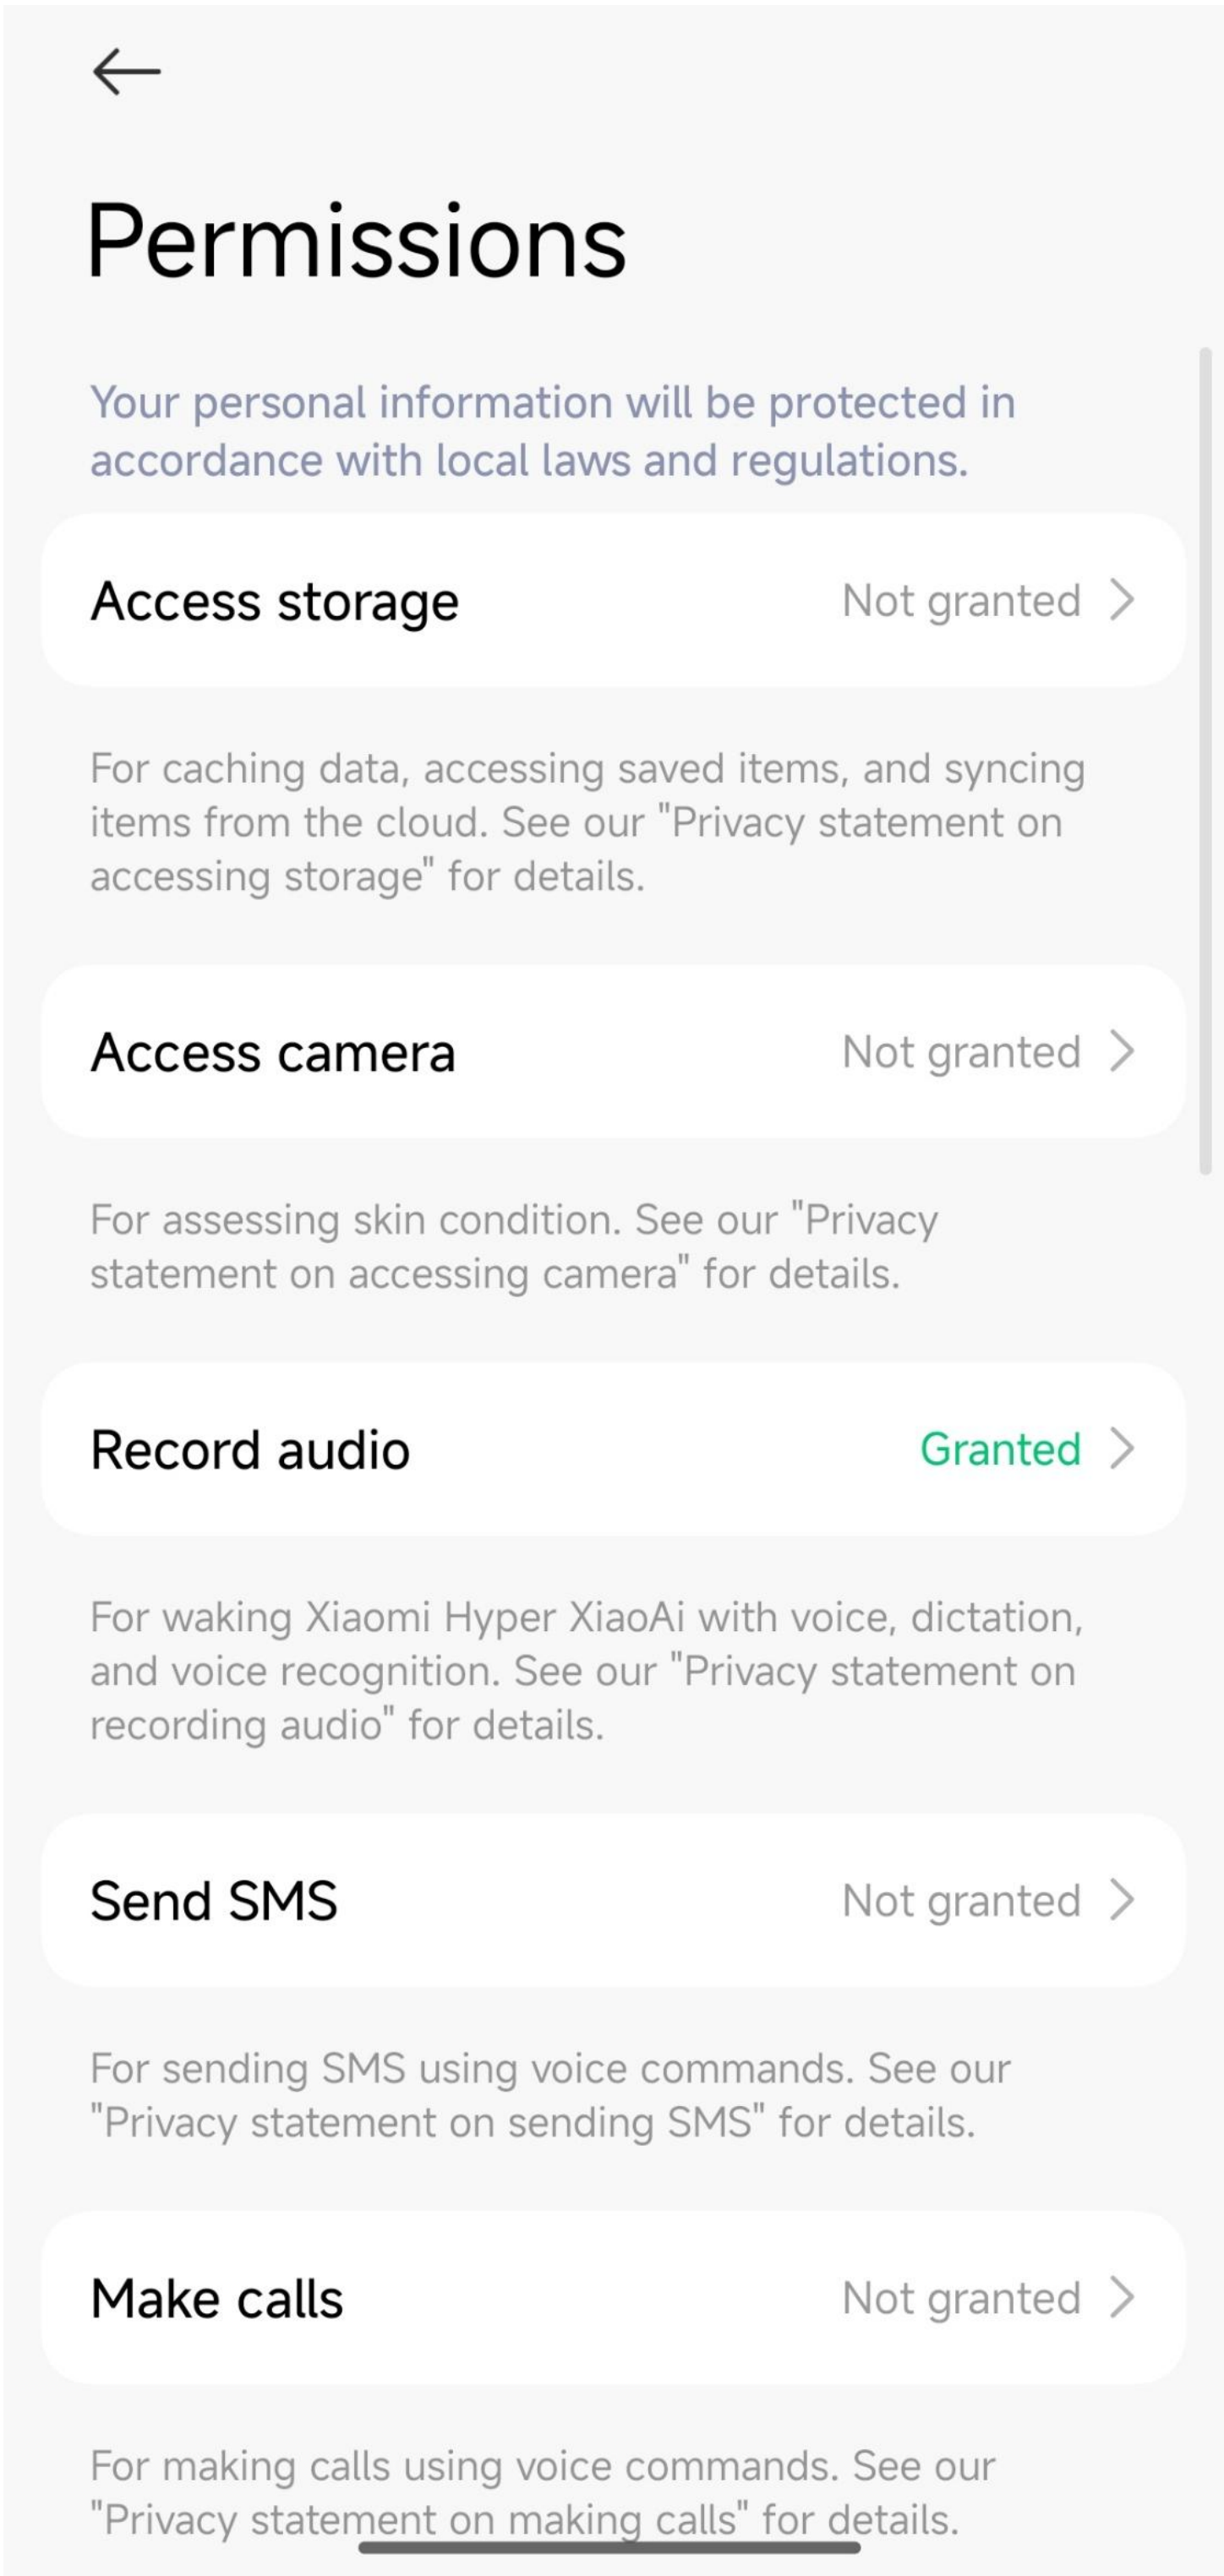 Permissions
Your personal information will be protected in
accordance with local laws and regulations.
Access storage Not granted
For caching data, accessing saved items, and syncing
items from the cloud. See our "Privacy statement on
accessing storage" for details.
Access camera Not granted
For assessing skin condition. See our "Privacy
statement on accessing camera" for details.
Record audio Granted
For waking Xiaomi Hyper XiaoAi with voice, dictation,
and voice recognition. See our "Privacy statement on
recording audio" for details.
Send SMS Not granted
For sending SMS using voice commands. See our
"Privacy statement on sending SMS" for details.
Make calls Not granted
For making calls using voice commands. See our
"Privacy statement on making calls" for details.